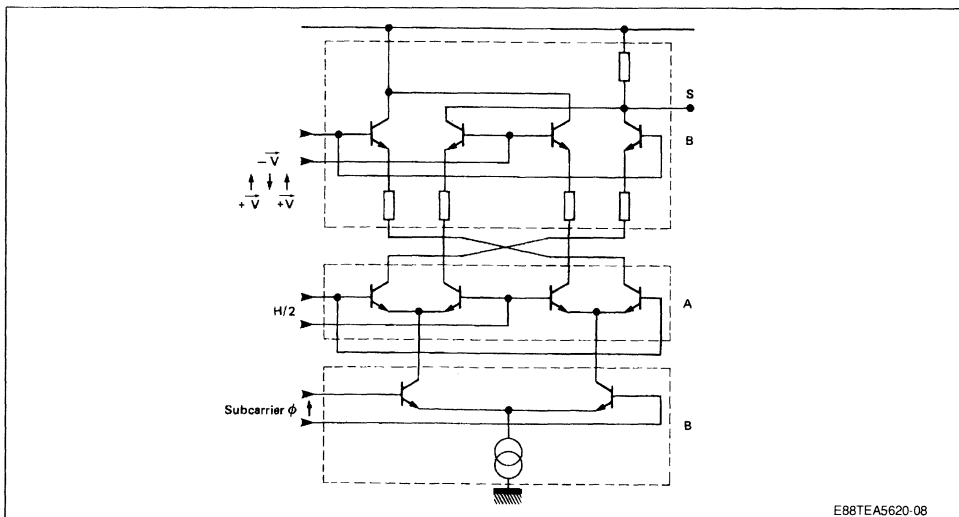 S
B
−V
+V +V
A
H/2
Subcarrier ϕ
B
E88TEA5620-08